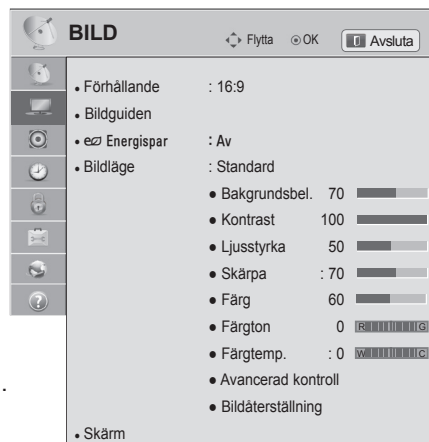 BILD Flytta OK Avsluta
• Förhållande : 16:9
• Bildguiden
• e Energispar : Av
• Bildläge : Standard
● Bakgrundsbel. 70
● Kontrast 100
● Ljusstyrka 50
● Skärpa : 70
● Färg 60
● Färgton 0 R G
● Färgtemp. : 0 W C
● Avancerad kontroll
● Bildåterställning
• Skärm
.